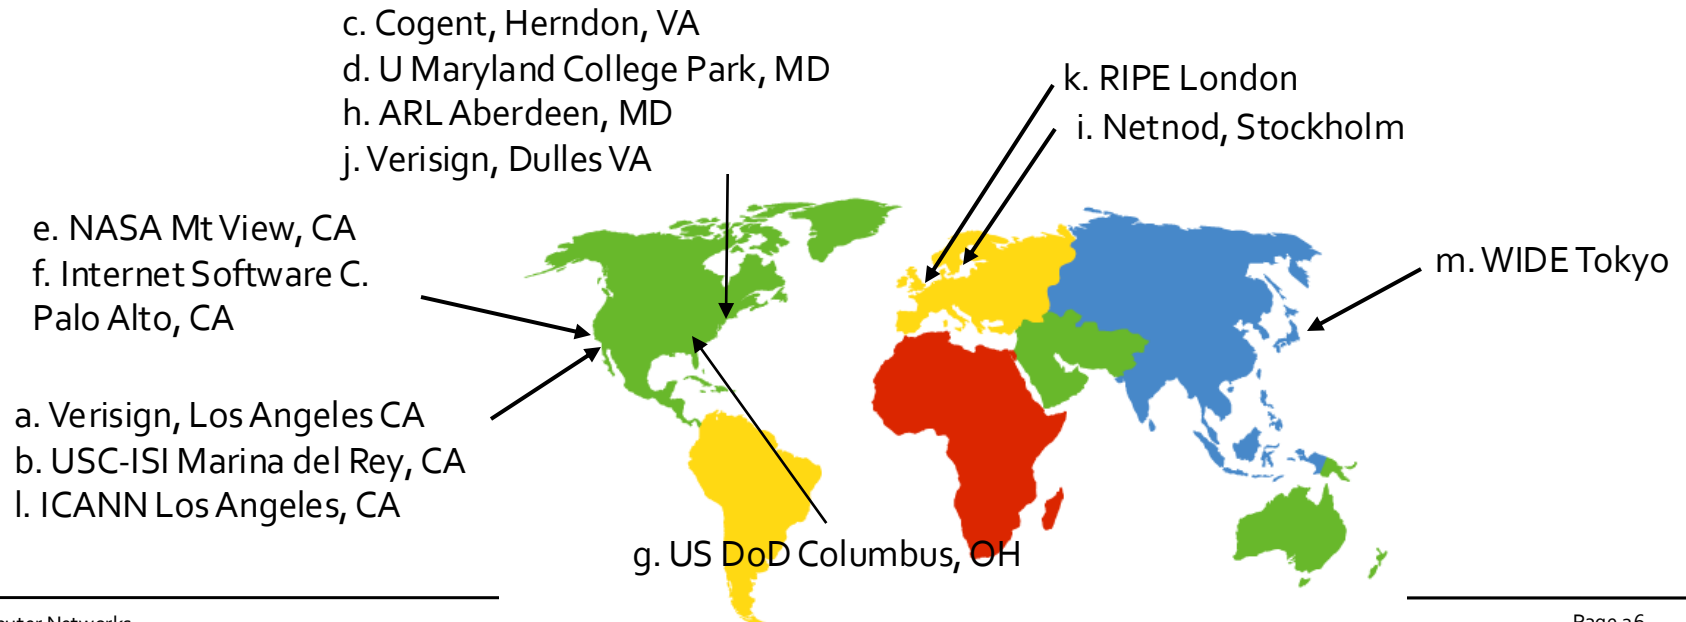 c. Cogent, Herndon, VA
d. U Maryland College Park, MD
h. ARL Aberdeen, MD
j. Verisign, Dulles VA
k. RIPE London
i. Netnod, Stockholm
e. NASA Mt View, CA
f. Internet Software C.
Palo Alto, CA
m. WIDE Tokyo
a. Verisign, Los Angeles CA
b. USC-ISI Marina del Rey, CA
l. ICANN Los Angeles, CA
g. US DoD Columbus, OH
Networks
Page